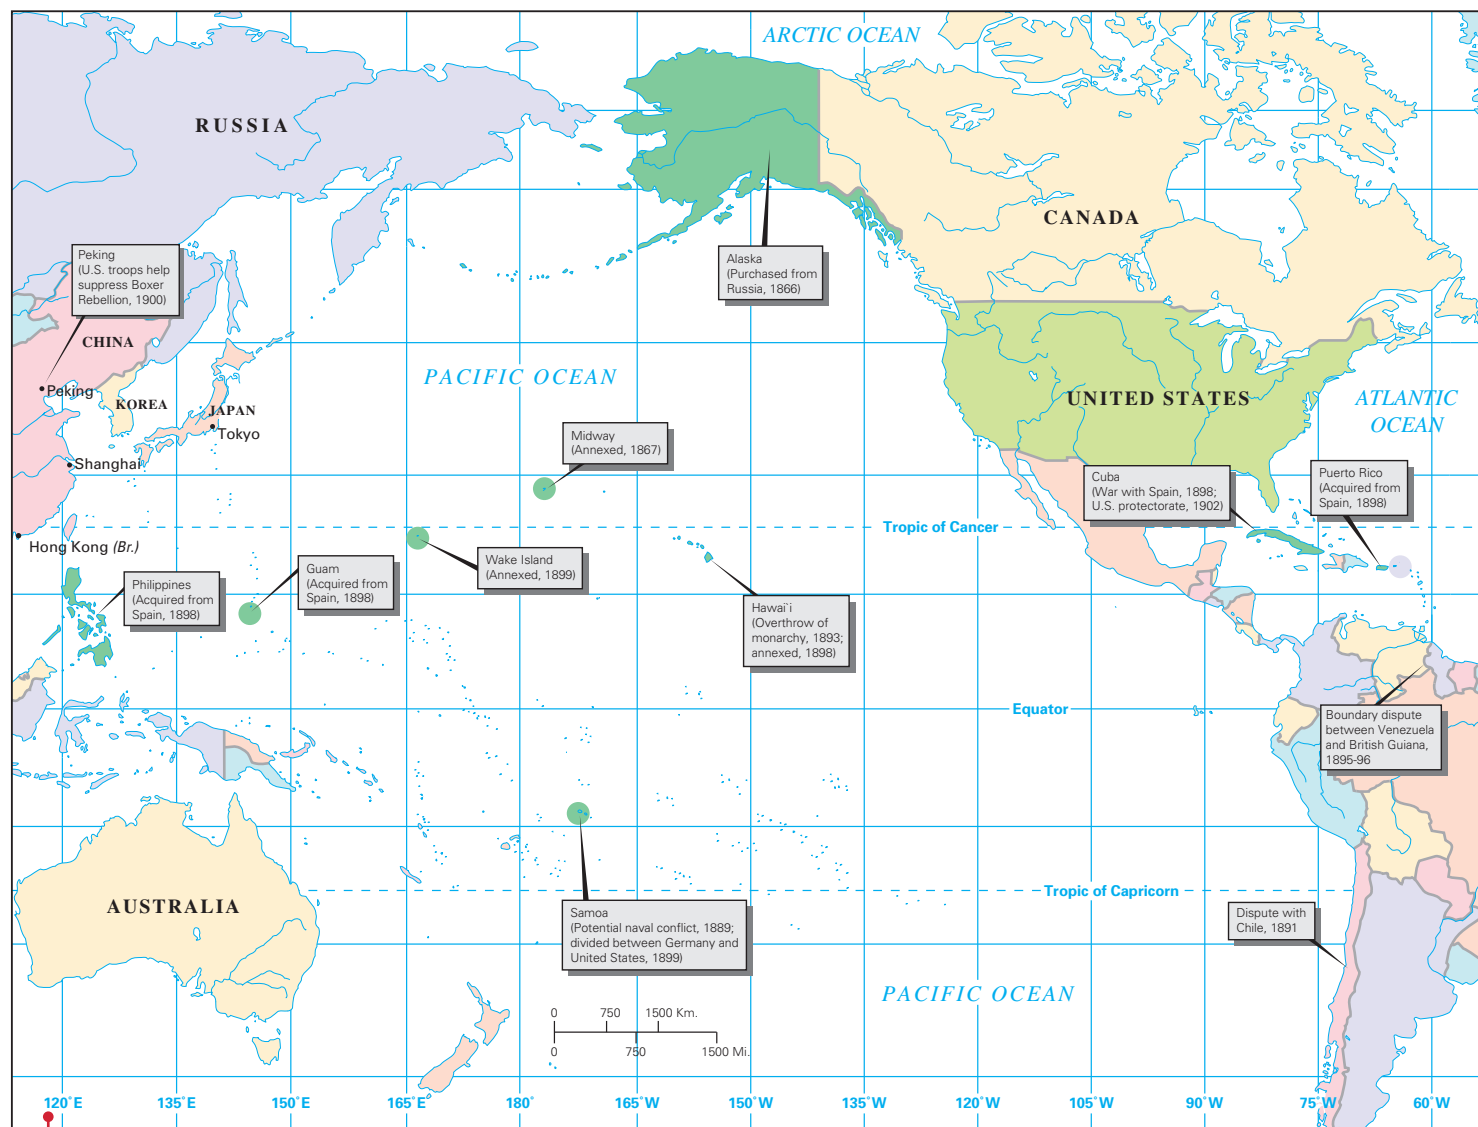 ARCTIC OCEAN
RUSSIA
CANADA
Peking
(U.S. troops help
suppress Boxer
Rebellion, 1900)
Alaska
(Purchased from
Russia, 1866)
CHINA
PACIFIC OCEAN
Peking
KOREA
JAPAN
Tokyo
UNITED STATES
ATLANTIC
OCEAN
Midway
(Annexed, 1867)
Shanghai
Cuba
(War with Spain, 1898;
U.S. protectorate, 1902)
Puerto Rico
(Acquired from
Spain, 1898)
Tropic of Cancer
Hong Kong (Br.)
Philippines
(Acquired from
Spain, 1898)
Guam
(Acquired from
Spain, 1898)
Wake Island
(Annexed, 1899)
Hawai`i
(Overthrow of
monarchy, 1893;
annexed, 1898)
Equator
Boundary dispute
between Venezuela
and British Guiana,
1895-96
Tropic of Capricorn
AUSTRALIA
Samoa
(Potential naval conflict, 1889;
divided between Germany and
United States, 1899)
Dispute with
Chile, 1891
PACIFIC OCEAN
0 750 1500 Km.
0 750 1500 Mi.
120°E 135°E 150°E 165°E 180° 165°W 150°W 135°W 120°W 105°W 90°W 75°W 60°W